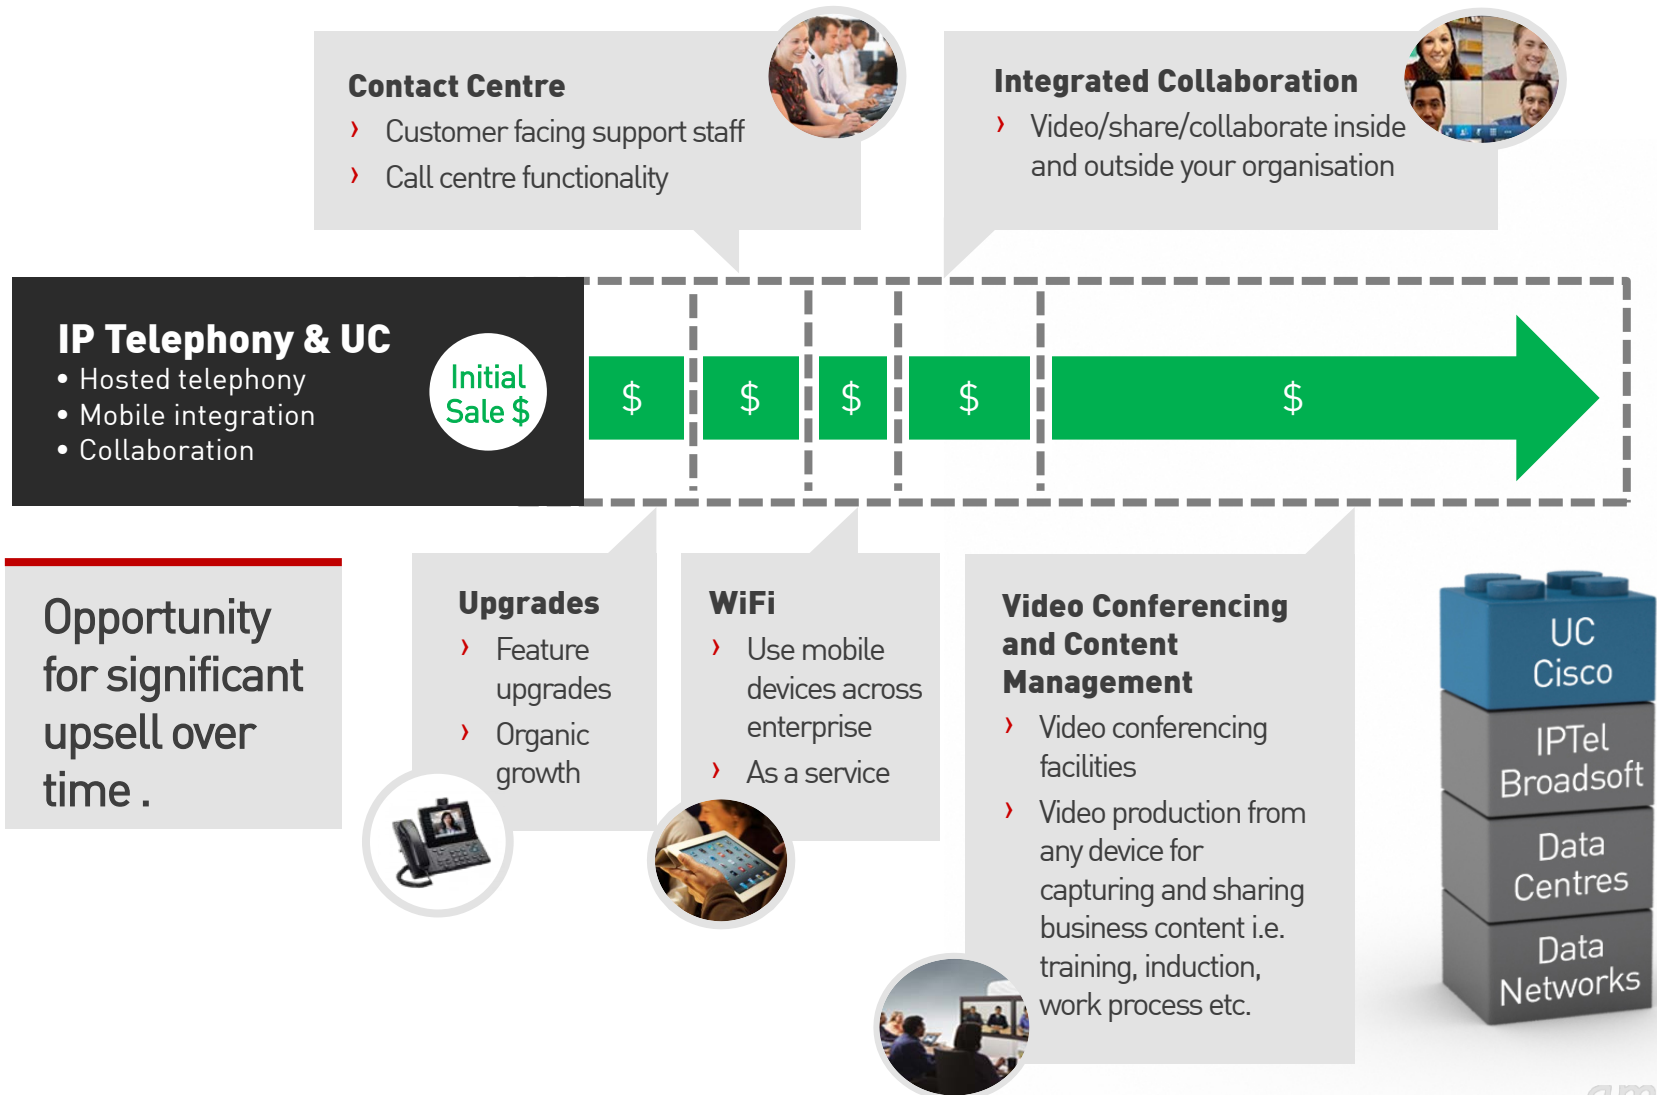 Contact Centre
› Customer facing support staff
› Call centre functionality
Integrated Collaboration
› Video/share/collaborate inside
and outside your organisation
IP Telephony & UC
• Hosted telephony
• Mobile integration
• Collaboration
Initial
Sale $
$
$
$
$
$
Opportunity
for significant
upsell over
time .
Upgrades
› Feature
upgrades
› Organic
growth
WiFi
› Use mobile
devices across
enterprise
› As a service
Video Conferencing
and Content
Management
› Video conferencing
facilities
› Video production from
any device for
capturing and sharing
business content i.e.
training, induction,
work process etc.
UC
Cisco
IPTel
Broadsoft
Data
Centres
Data
Networks